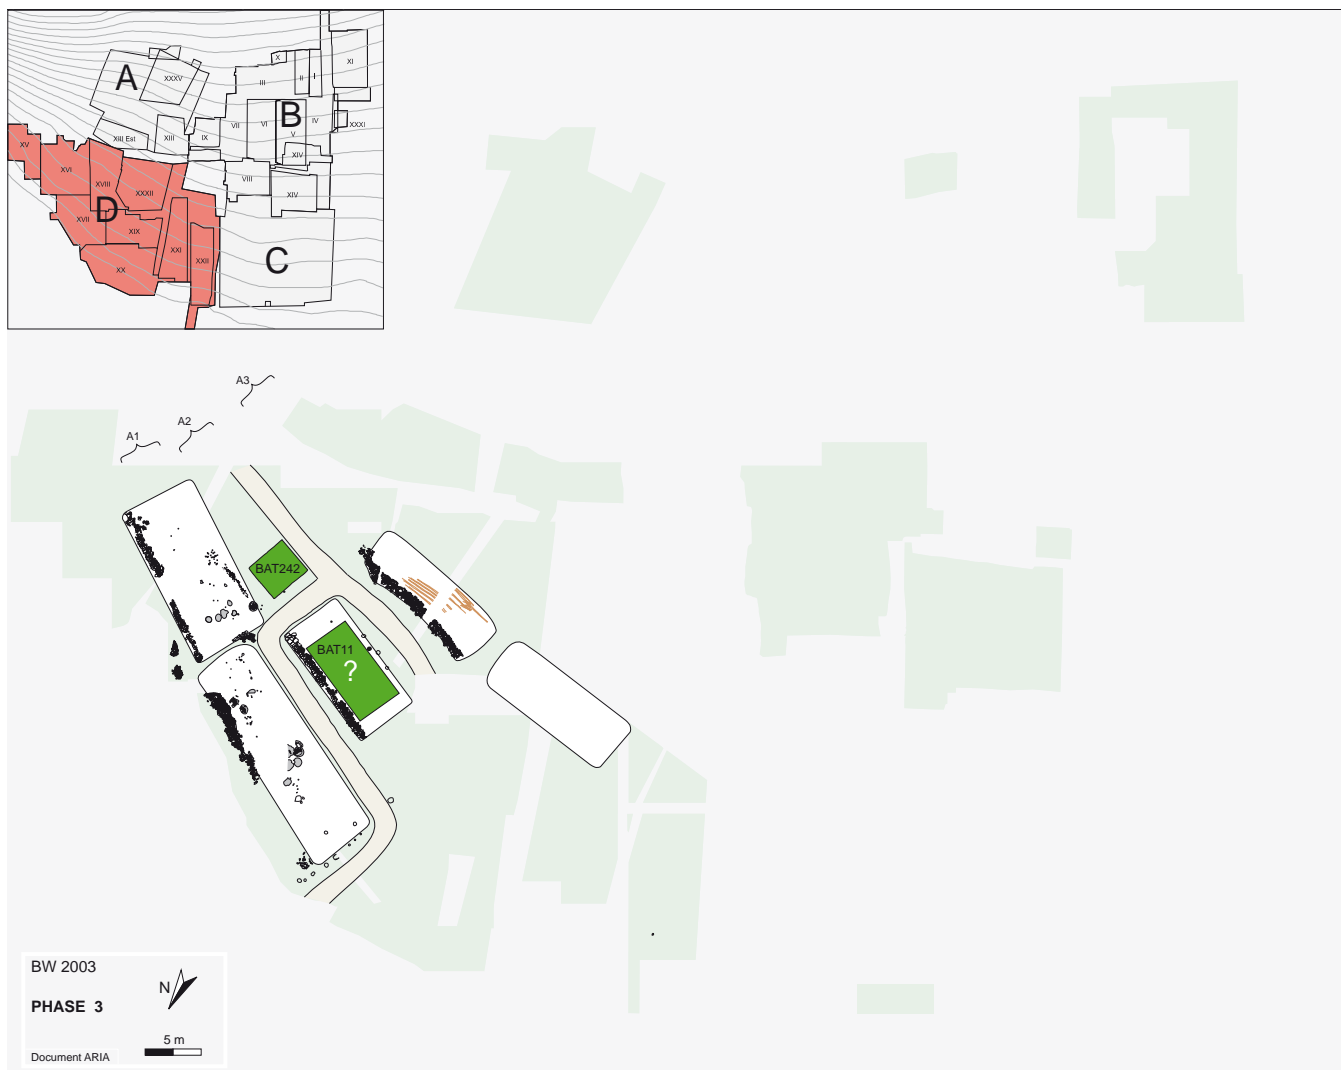 A
B
C
D
X
XI
XXXV
III
II
I
XIII Est
XIII
IX
VII
VI
V
IV
XXXI
XIV
XV
XVI
XVIII
XXXII
VIII
XIV
XVII
XIX
XXI
XXII
XX
A3
A2
A1
BAT242
BAT11
?
BW 2003
N
PHASE 3
5 m
Document ARIA